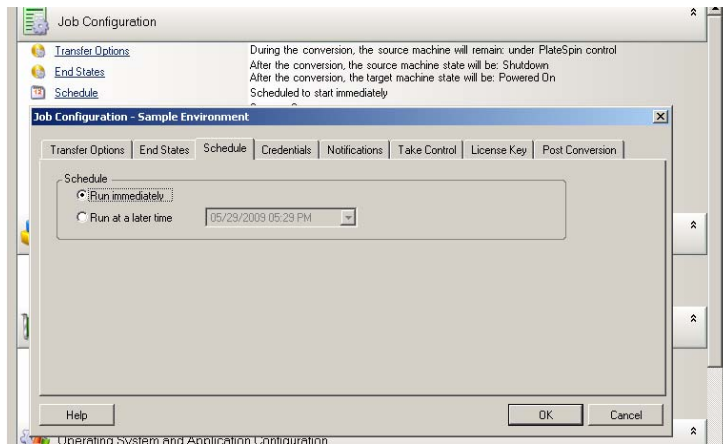 Job Configuration
Transfer Options During the conversion, the source machine will remain: under PlateSpin control
End States After the conversion, the source machine state will be: Shutdown
After the conversion, the target machine state will be: Powered On
Schedule Scheduled to start immediately
Job Configuration - Sample Environment
Transfer Options End States Schedule Credentials Notifications Take Control License Key Post Conversion
Schedule
Run immediately
Run at a later time 05/29/2009 05:29 PM
Help OK Cancel
Operating System and Application Configuration